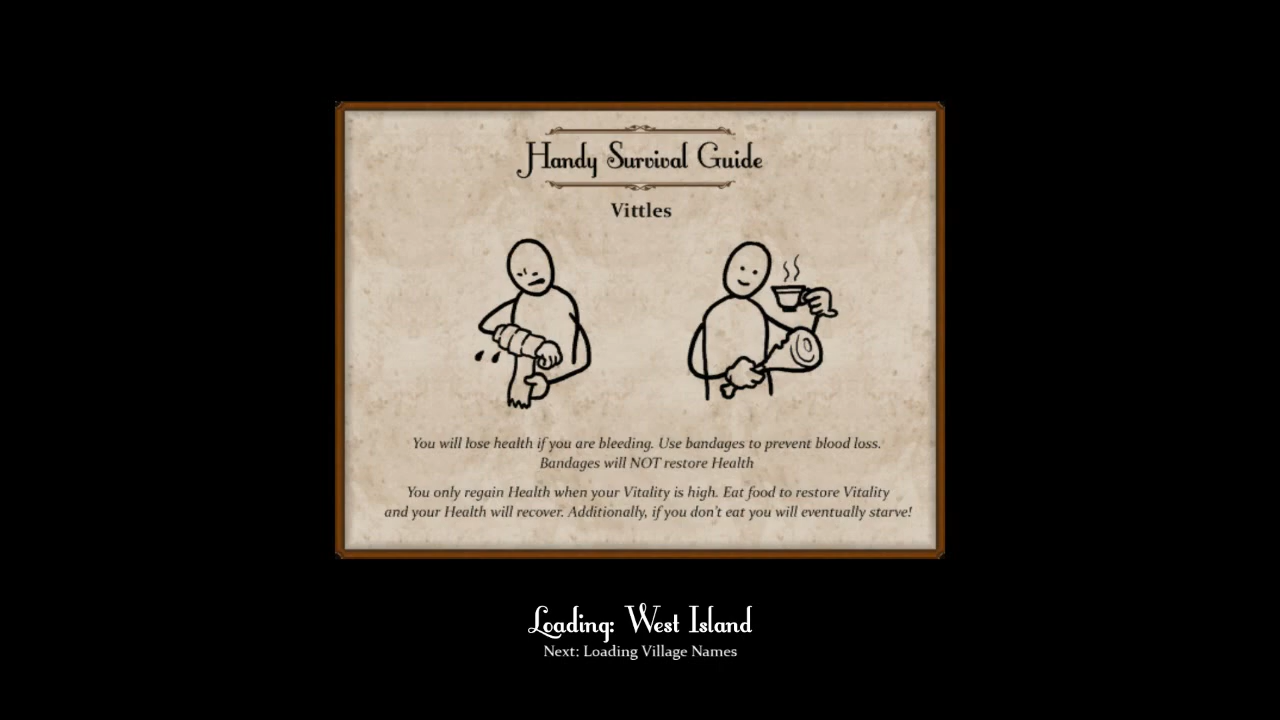 Handy Survival Guide
Vittles
You will lose health if you are bleeding. Use bandages to prevent blood loss.
Bandages will NOT restore Health
You only regain Health when your Vitality is high. Eat food to restore Vitality
and your Health will recover. Additionally, if you don't eat you will eventually starve!
Loading: West Island
Next: Loading Village Names